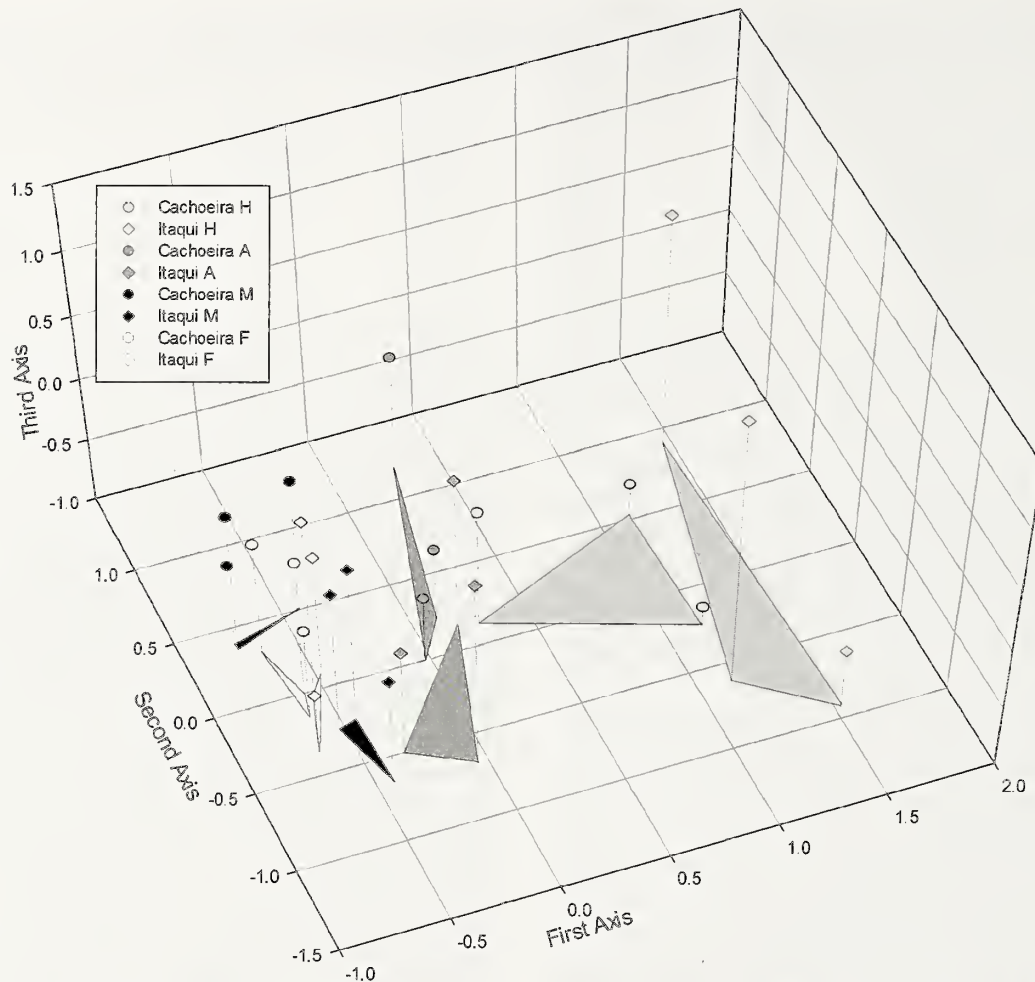 1.5
1.0
0.5
0.0
-0.5
-1.0
Third Axis
Cachoeira H
Itaqui H
Cachoeira A
Itaqui A
Cachoeira M
Itaqui M
Cachoeira F
Itaqui F
1.0
0.5
0.0
-0.5
-1.0
-1.5
Second Axis
-1.0
-0.5
0.0
0.5
1.0
1.5
2.0
First Axis